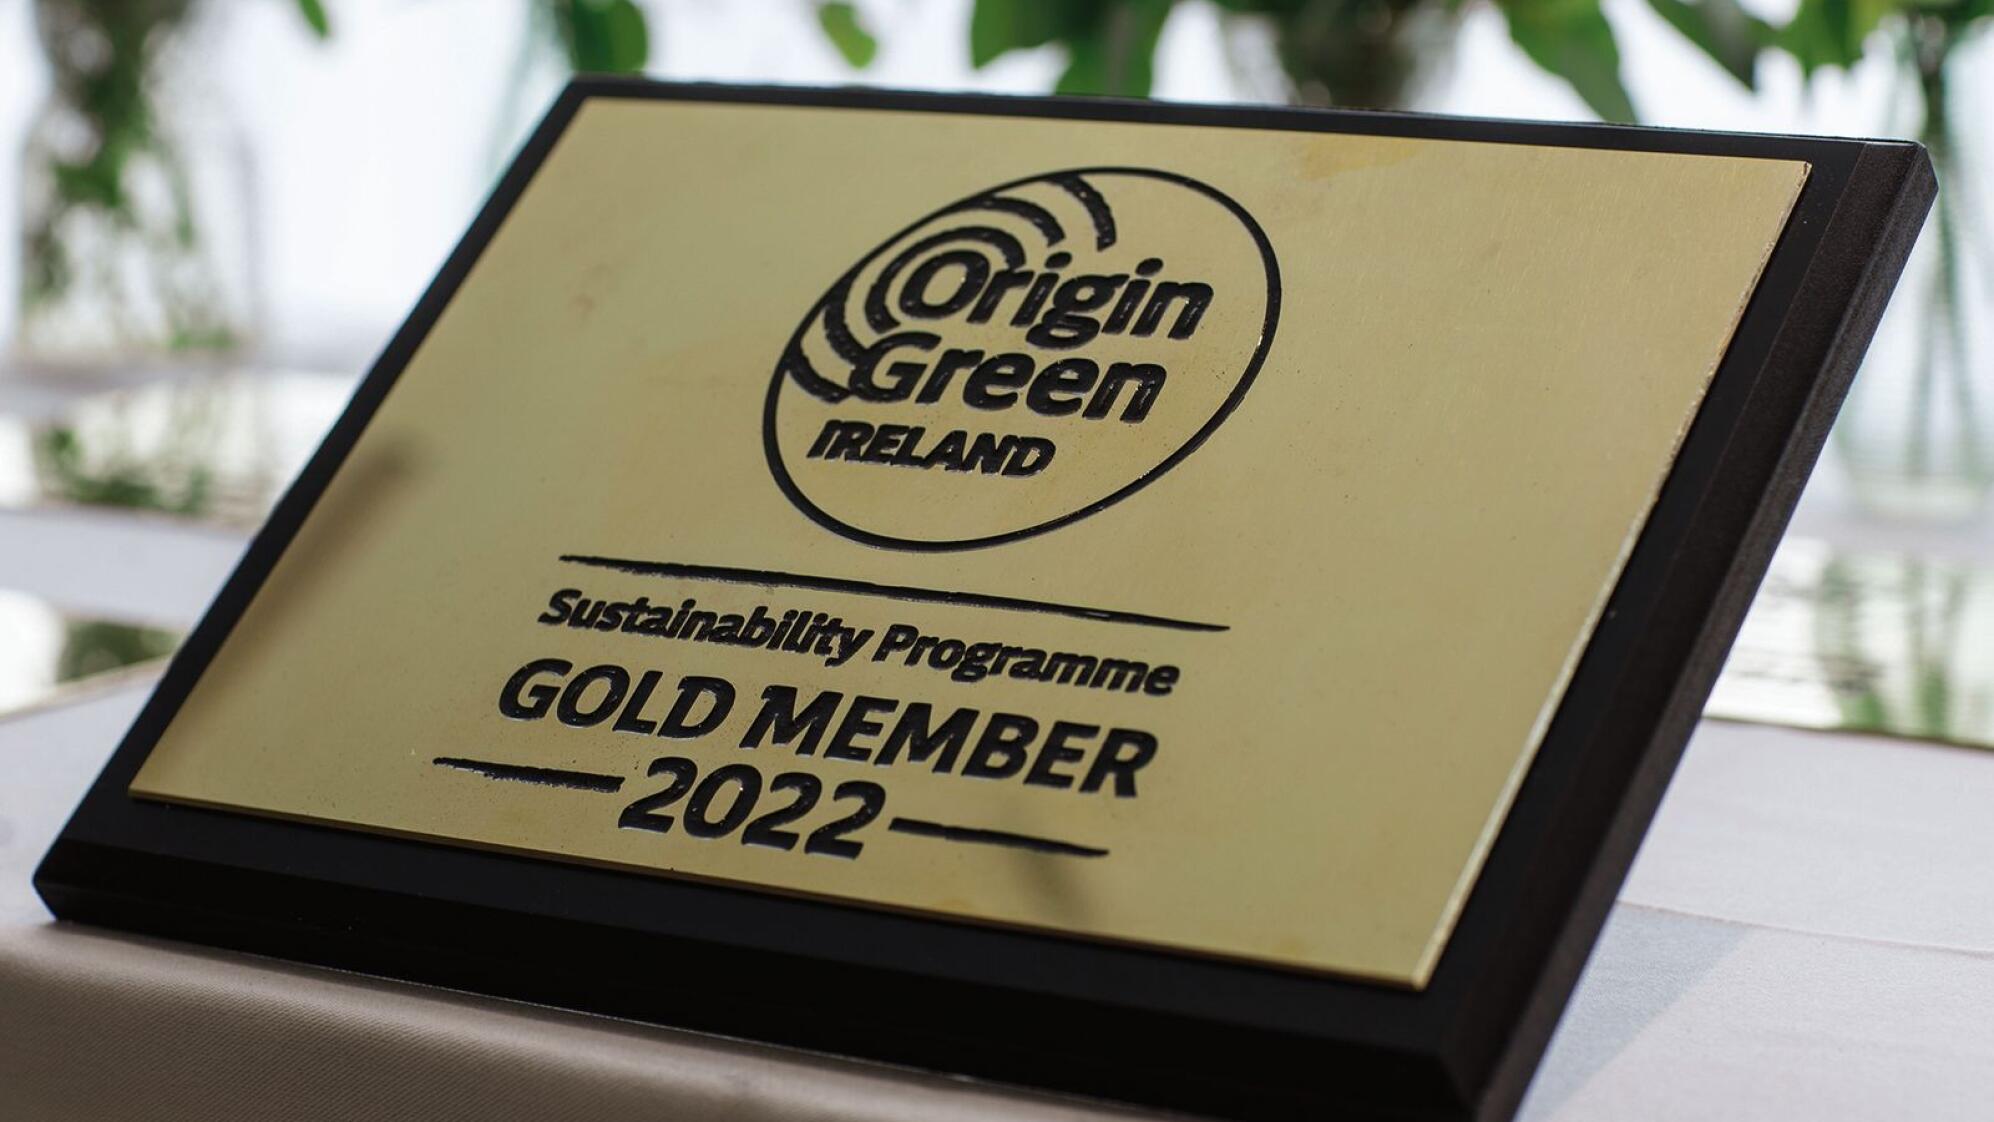 Origin
Green
IRELAND
Sustainability Programme
GOLD MEMBER
2022